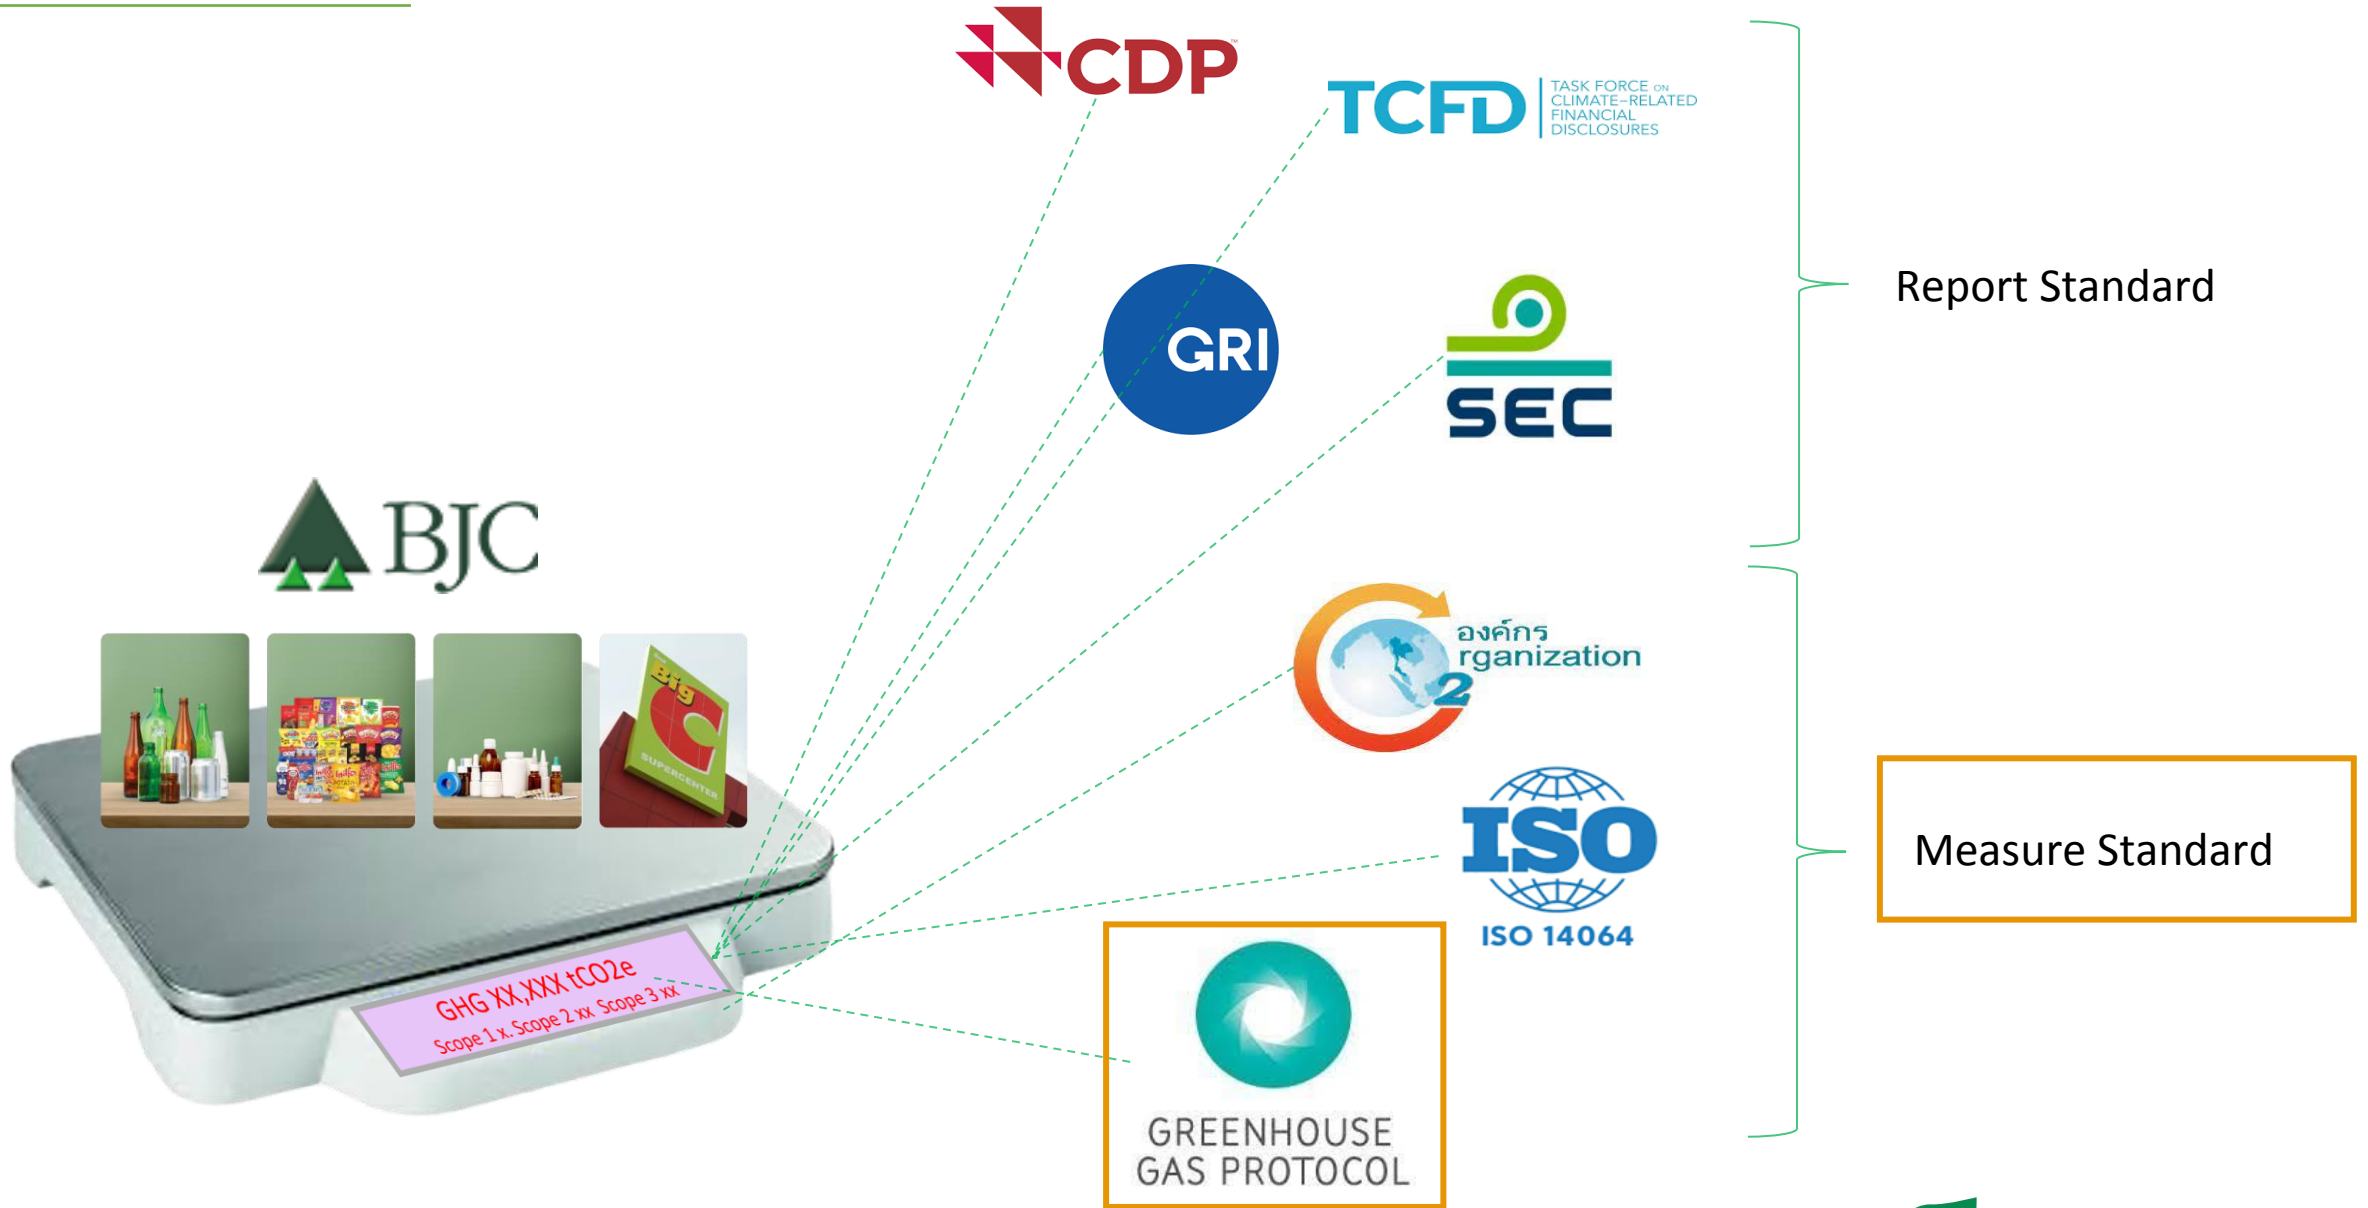 CDP
TCFD
TASK FORCE ON
CLIMATE-RELATED
FINANCIAL
DISCLOSURES
GRI
SEC
Report Standard
BJC
Big
C
SUPERCENTER
องค์กร
rganization
2
ISO
ISO 14064
Measure Standard
GHG XX,XXX tCO2e
Scope 1 x. Scope 2 xx Scope 3 xx
GREENHOUSE
GAS PROTOCOL